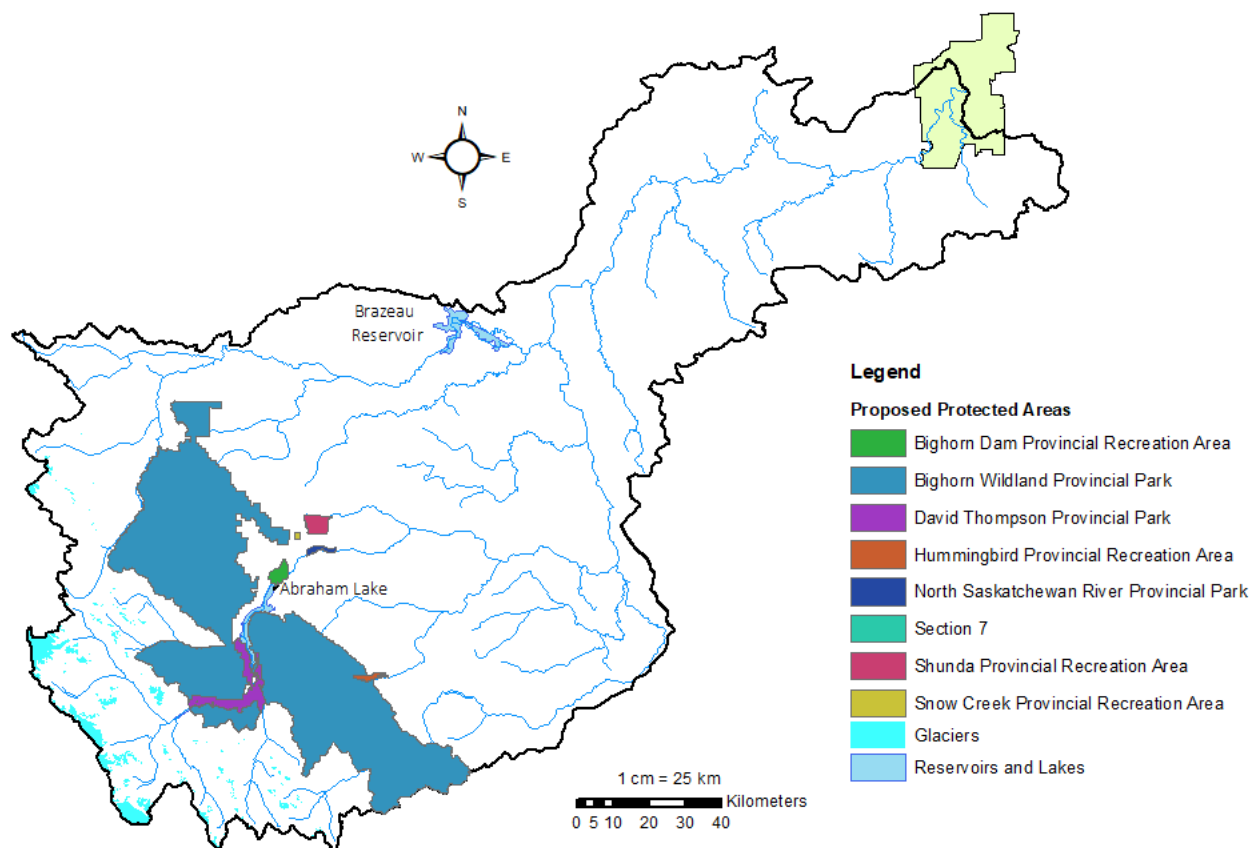 N
W E
S
Brazeau
Reservoir
Abraham Lake
Legend
Proposed Protected Areas
Bighorn Dam Provincial Recreation Area
Bighorn Wildland Provincial Park
David Thompson Provincial Park
Hummingbird Provincial Recreation Area
North Saskatchewan River Provincial Park
Section 7
Shunda Provincial Recreation Area
Snow Creek Provincial Recreation Area
Glaciers
Reservoirs and Lakes
1 cm = 25 km
Kilometers
0 5 10 20 30 40